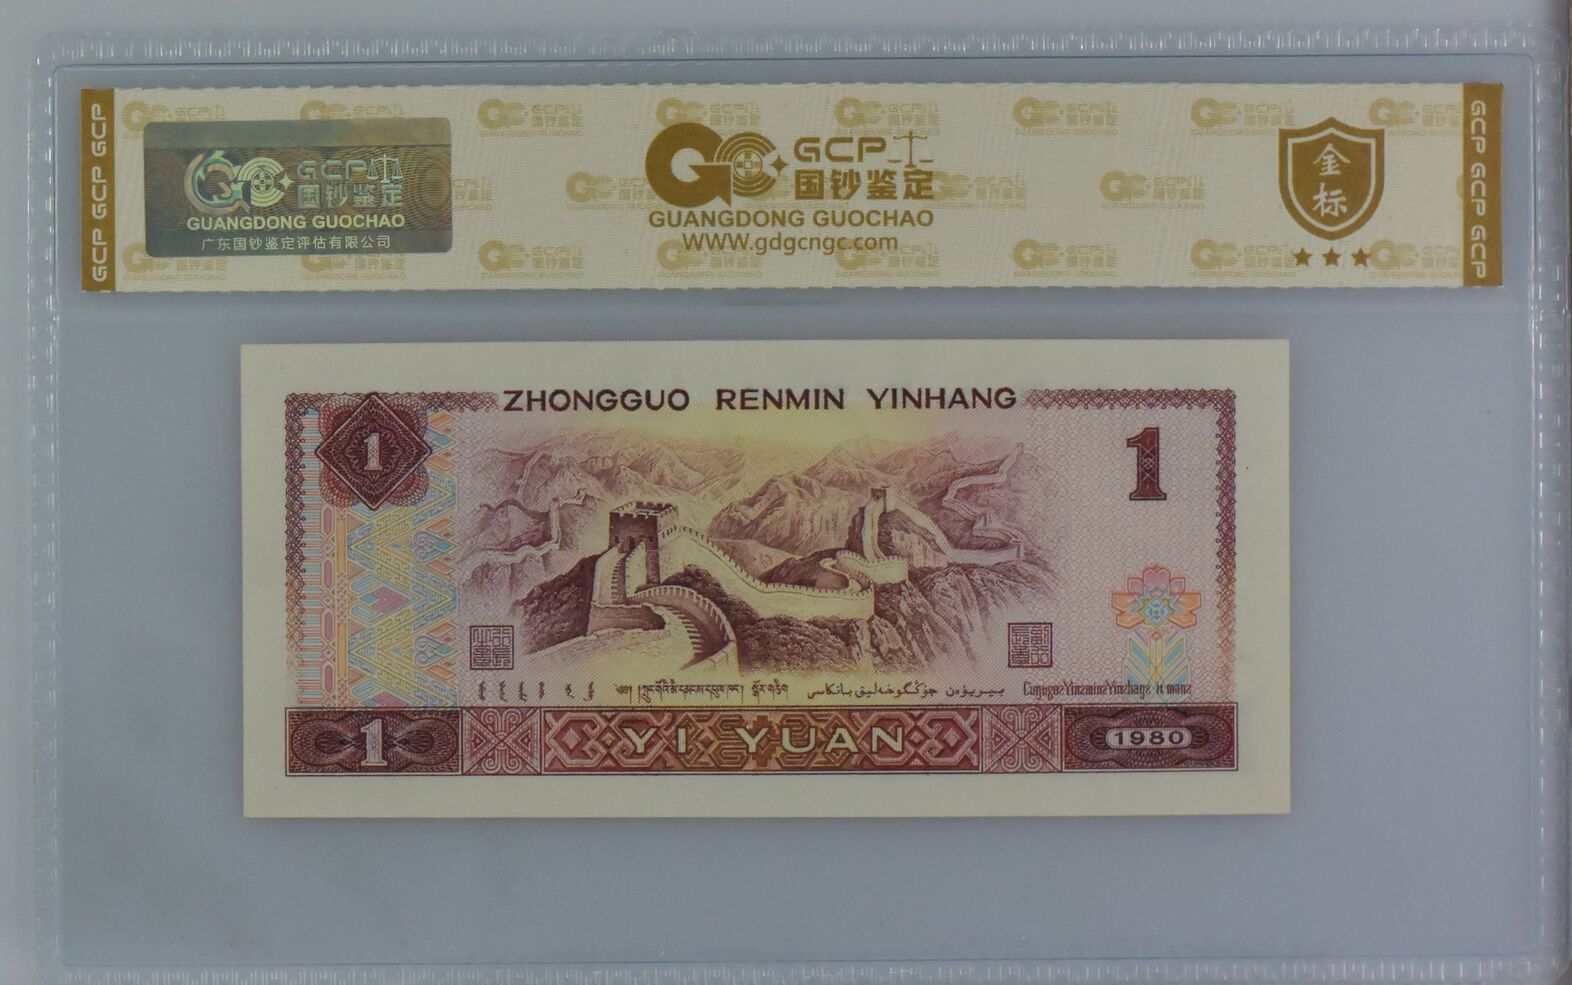 GCP GCP GCP
GCP
国钞鉴定
GUANGDONG GUOCHAO
广东国钞鉴定评估有限公司
GCP
国钞鉴定
GUANGDONG GUOCHAO
WWW.gdgcngc.com
金
标
GCP GCP GCP
ZHONGGUO RENMIN YINHANG
1
1
1
YI YUAN
1980